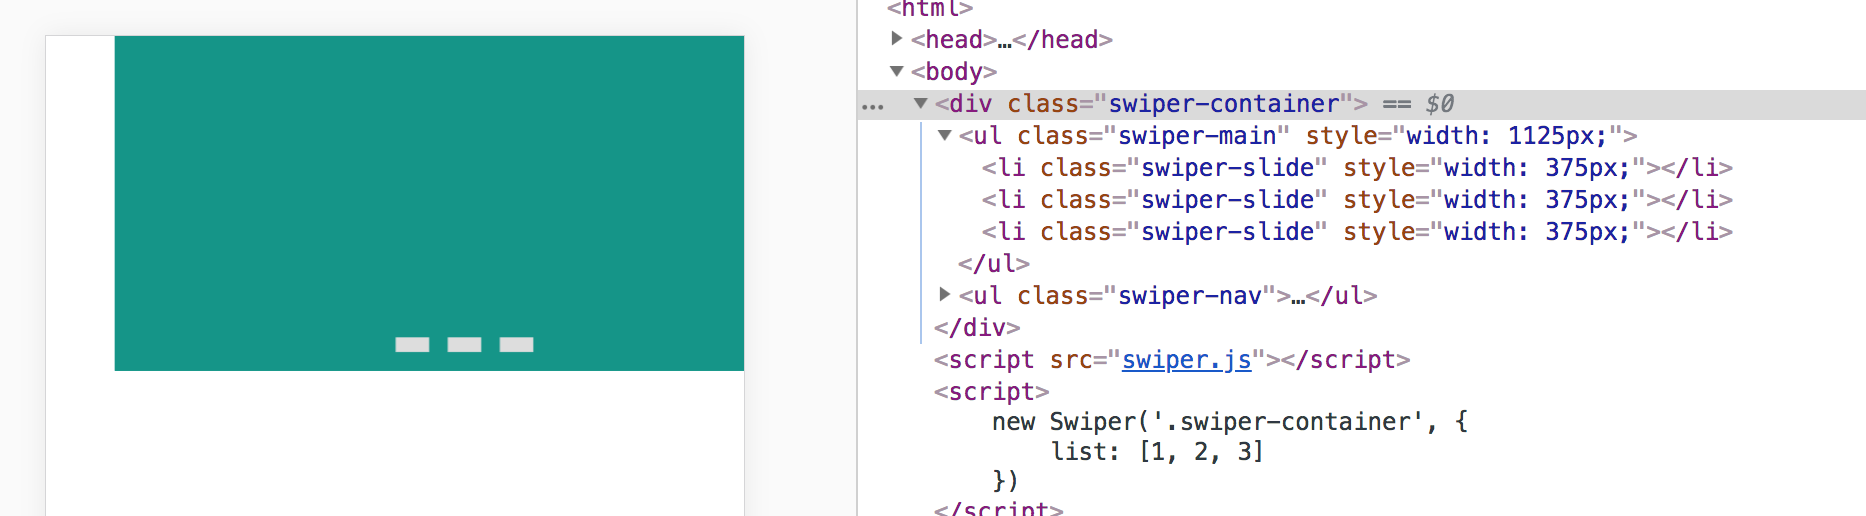 <html>
<head>…</head>
<body>
… <div class="swiper-container"> == $0
<ul class="swiper-main" style="width: 1125px;">
<li class="swiper-slide" style="width: 375px;"></li>
<li class="swiper-slide" style="width: 375px;"></li>
<li class="swiper-slide" style="width: 375px;"></li>
</ul>
<ul class="swiper-nav">…</ul>
</div>
<script src="swiper.js"></script>
<script>
new Swiper('.swiper-container', {
list: [1, 2, 3]
})
</script>